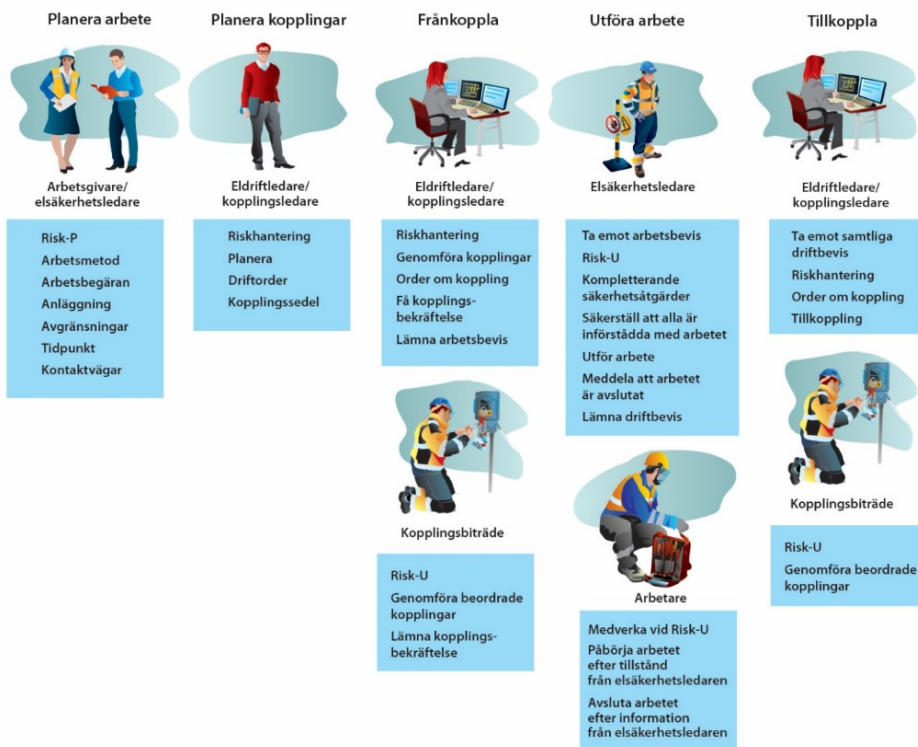 Planera arbete
Arbetsgivare/
elsäkerhetsledare
Risk-P
Arbetsmetod
Arbetsbegäran
Anläggning
Avgränsningar
Tidpunkt
Kontaktvägar
Planera kopplingar
Eldriftledare/
kopplingsledare
Riskhantering
Planera
Driftorder
Kopplingssedel
Frånkoppla
Eldriftledare/
kopplingsledare
Riskhantering
Genomföra kopplingar
Order om koppling
Få kopplings-
bekräftelse
Lämna arbetsbevis
Kopplingsbiträde
Risk-U
Genomföra beordrade
kopplingar
Lämna kopplings-
bekräftelse
Utföra arbete
Elsäkerhetsledare
Ta emot arbetsbevis
Risk-U
Kompletterande
säkerhetsåtgärder
Säkerställ att alla är
införstådda med arbetet
Utför arbete
Meddela att arbetet
är avslutat
Lämna driftbevis
Arbetare
Medverka vid Risk-U
Påbörja arbetet
efter tillstånd
från elsäkerhetsledaren
Avsluta arbetet
efter information
från elsäkerhetsledaren
Tillkoppla
Eldriftledare/
kopplingsledare
Ta emot samtliga
driftbevis
Riskhantering
Order om koppling
Tillkoppling
Kopplingsbiträde
Risk-U
Genomföra beordrade
kopplingar